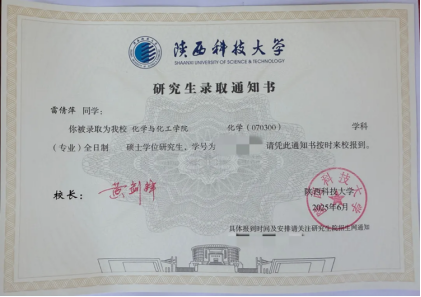 陕西科技大学
SHAANXI UNIVERSITY OF SCIENCE & TECHNOLOGY
研究生录取通知书
雷倩萍 同学：
你被录取为我校 化学与化工学院 化学（070300） 学科
（专业）全日制 硕士学位研究生，学号为 请凭此通知书按时来校报到。
校长：
陕西科技大学
2025年6月
具体报到时间及安排请关注研究生院招生网通知